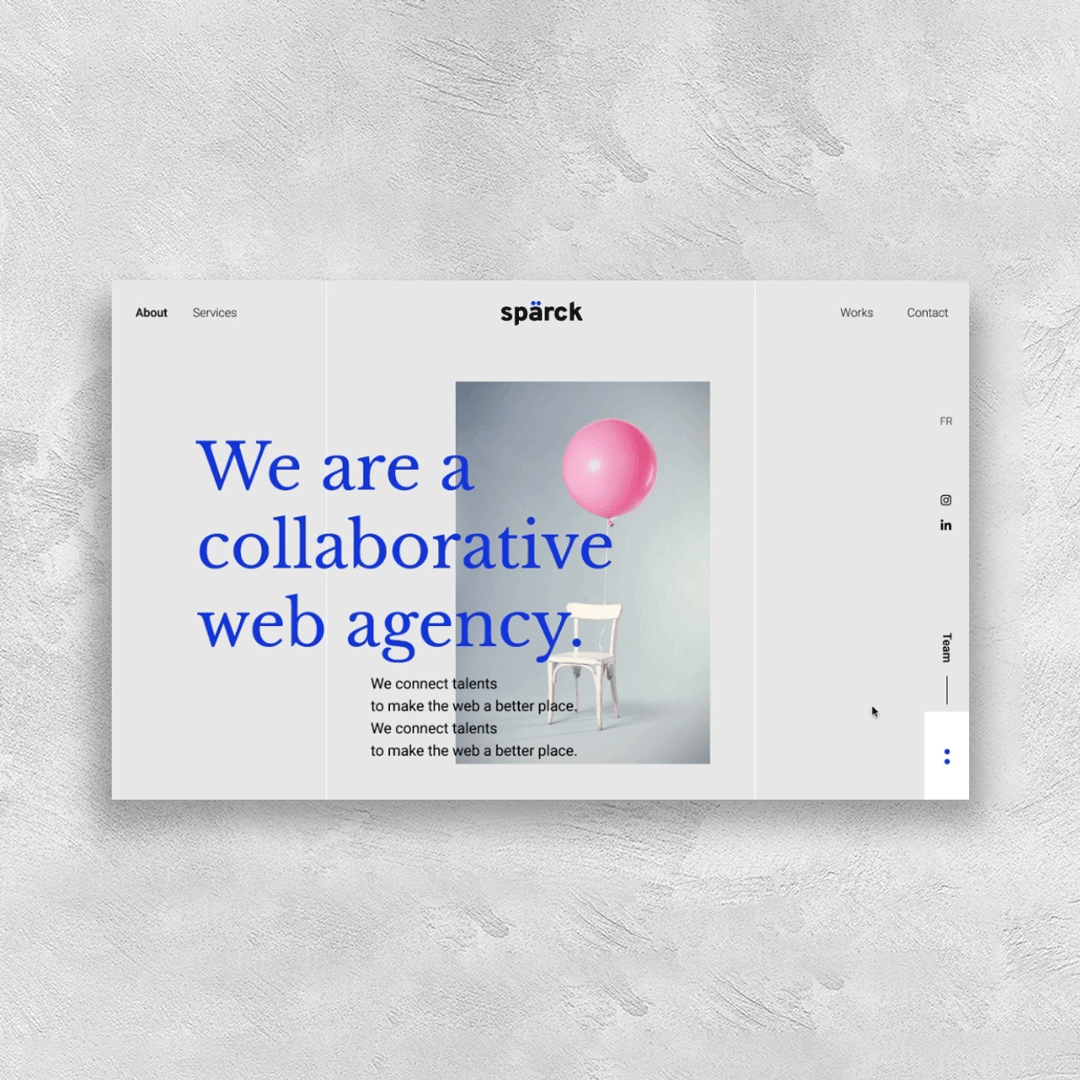 About
Services
spärck
Works
Contact
FR
in
We are a
collaborative
web agency.
We connect talents
to make the web a better place.
We connect talents
to make the web a better place.
Team